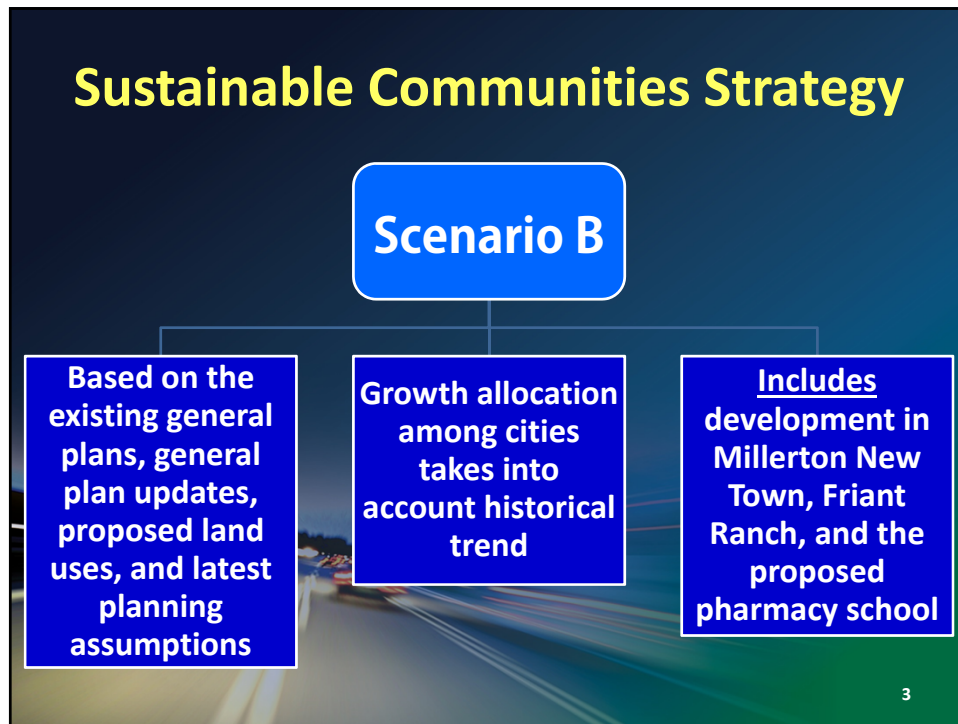 Sustainable Communities Strategy
Scenario B
Based on the
existing general
plans, general
plan updates,
proposed land
uses, and latest
planning
assumptions
Growth allocation
among cities
takes into
account historical
trend
Includes
development in
Millerton New
Town, Friant
Ranch, and the
proposed
pharmacy school
3